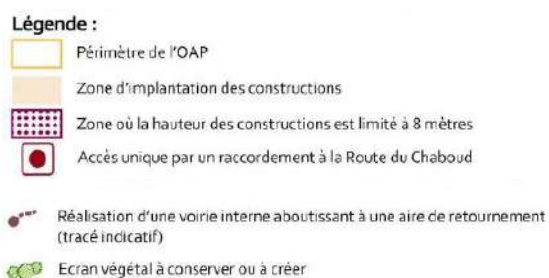 Légende :
Périmètre de l'OAP
Zone d'implantation des constructions
Zone où la hauteur des constructions est limité à 8 mètres
Accès unique par un raccordement à la Route du Chaboud
Réalisation d'une voirie interne aboutissant à une aire de retournement
(tracé indicatif)
Ecran végétal à conserver ou à créer